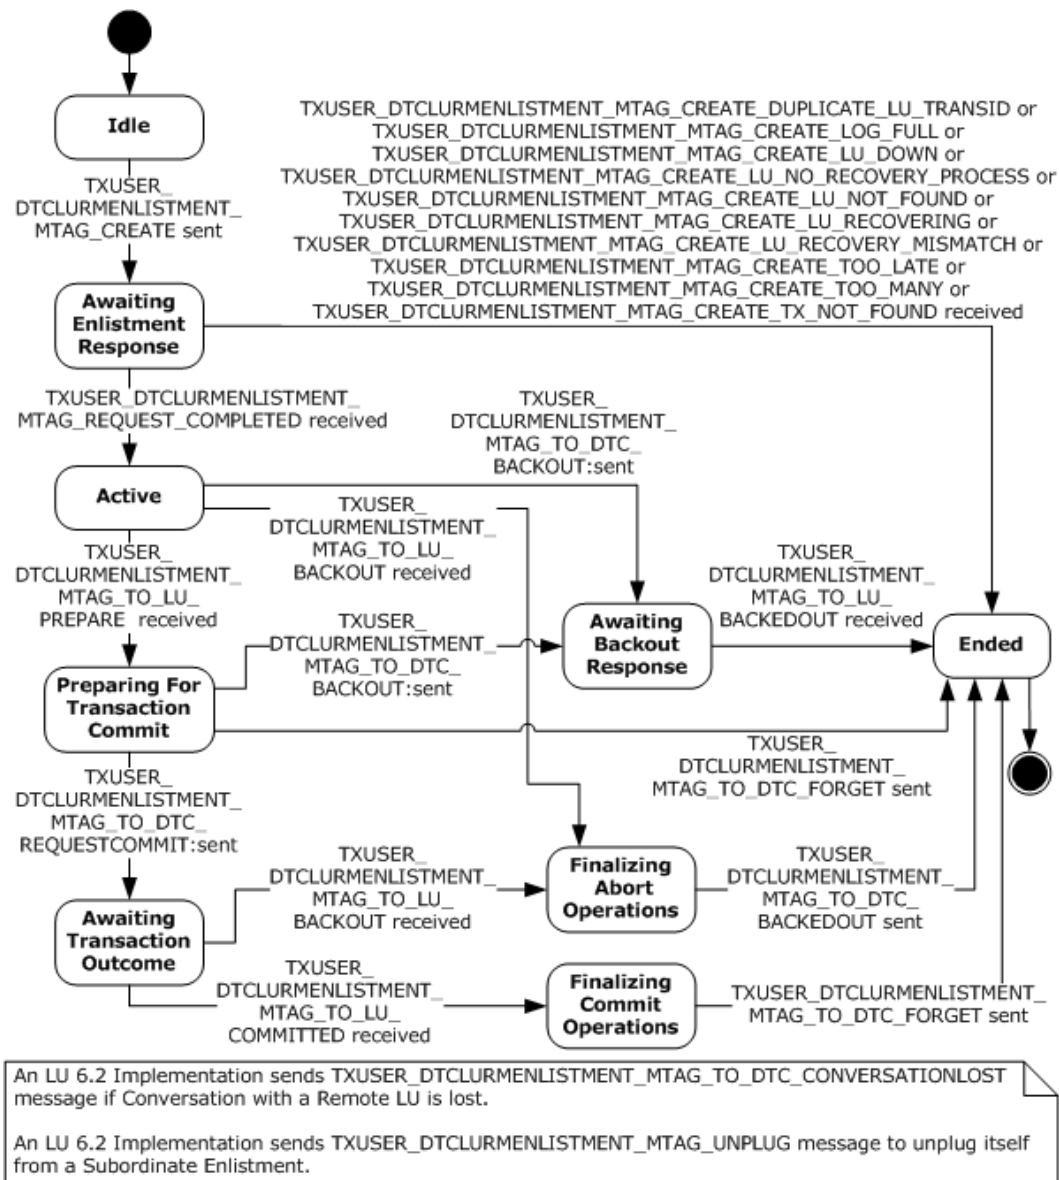 Idle
TXUSER_
DTCLURMENLISTMENT_
MTAG_CREATE sent
TXUSER_DTCLURMENLISTMENT_MTAG_CREATE_DUPLICATE_LU_TRANSID or
TXUSER_DTCLURMENLISTMENT_MTAG_CREATE_LOG_FULL or
TXUSER_DTCLURMENLISTMENT_MTAG_CREATE_LU_DOWN or
TXUSER_DTCLURMENLISTMENT_MTAG_CREATE_LU_NO_RECOVERY_PROCESS or
TXUSER_DTCLURMENLISTMENT_MTAG_CREATE_LU_NOT_FOUND or
TXUSER_DTCLURMENLISTMENT_MTAG_CREATE_LU_RECOVERING or
TXUSER_DTCLURMENLISTMENT_MTAG_CREATE_LU_RECOVERY_MISMATCH or
TXUSER_DTCLURMENLISTMENT_MTAG_CREATE_TOO_LATE or
TXUSER_DTCLURMENLISTMENT_MTAG_CREATE_TOO_MANY or
TXUSER_DTCLURMENLISTMENT_MTAG_CREATE_TX_NOT_FOUND received
Awaiting
Enlistment
Response
TXUSER_DTCLURMENLISTMENT_
MTAG_REQUEST_COMPLETED received
TXUSER_
DTCLURMENLISTMENT_
MTAG_TO_DTC_
BACKOUT:sent
Active
TXUSER_
DTCLURMENLISTMENT_
MTAG_TO_LU_
BACKOUT received
TXUSER_
DTCLURMENLISTMENT_
MTAG_TO_LU_
PREPARE received
TXUSER_
DTCLURMENLISTMENT_
MTAG_TO_LU_
BACKEDOUT received
TXUSER_
DTCLURMENLISTMENT_
MTAG_TO_DTC_
BACKOUT:sent
Awaiting
Backout
Response
Ended
Preparing For
Transaction
Commit
TXUSER_
DTCLURMENLISTMENT_
MTAG_TO_DTC_FORGET sent
TXUSER_
DTCLURMENLISTMENT_
MTAG_TO_DTC_
REQUESTCOMMIT:sent
TXUSER_
DTCLURMENLISTMENT_
MTAG_TO_LU_
BACKOUT received
Finalizing
Abort
Operations
TXUSER_
DTCLURMENLISTMENT_
MTAG_TO_DTC_
BACKEDOUT sent
Awaiting
Transaction
Outcome
TXUSER_
DTCLURMENLISTMENT_
MTAG_TO_LU_
COMMITTED received
Finalizing
Commit
Operations
TXUSER_DTCLURMENLISTMENT_
MTAG_TO_DTC_FORGET sent
An LU 6.2 Implementation sends TXUSER_DTCLURMENLISTMENT_MTAG_TO_DTC_CONVERSATIONLOST
message if Conversation with a Remote LU is lost.
An LU 6.2 Implementation sends TXUSER_DTCLURMENLISTMENT_MTAG_UNPLUG message to unplug itself
from a Subordinate Enlistment.